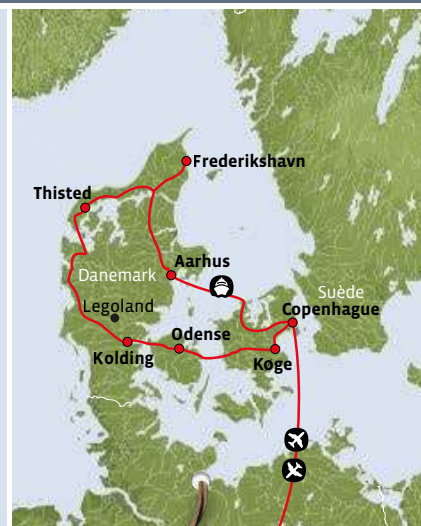 Frederikshavn
Thisted
Aarhus
Danemark
Suède
Legoland
Copenhague
Odense
Kolding
Køge